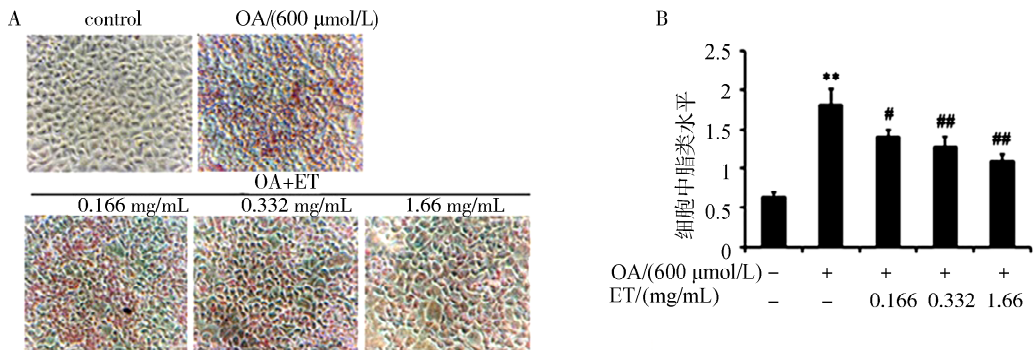 A
control
OA/(600 μmol/L)
OA+ET
0.166 mg/mL
0.332 mg/mL
1.66 mg/mL
B
细胞中脂类水平
2.5
2
1.5
1
0.5
0
**
#
##
##
OA/(600 μmol/L) − + + + +
ET/(mg/mL) − − 0.166 0.332 1.66